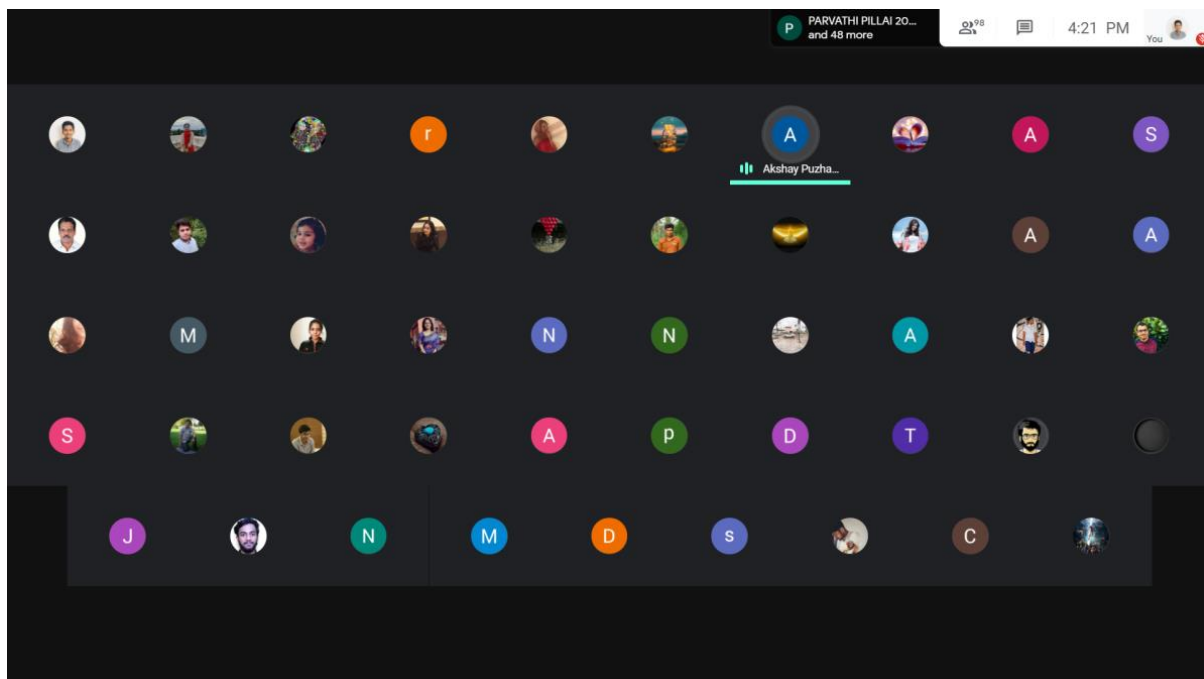 PARVATHI PILLAI 20...
and 48 more
98
4:21 PM
You
r
A
Akshay Puzha...
A
S
A
A
M
N
N
A
S
A
p
D
T
J
N
M
D
s
C
P